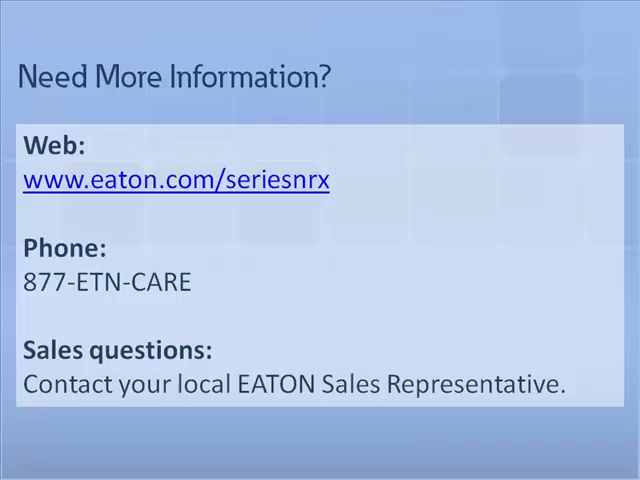 Need More Information?
Web:
www.eaton.com/seriesnrx
Phone:
877-ETN-CARE
Sales questions:
Contact your local EATON Sales Representative.